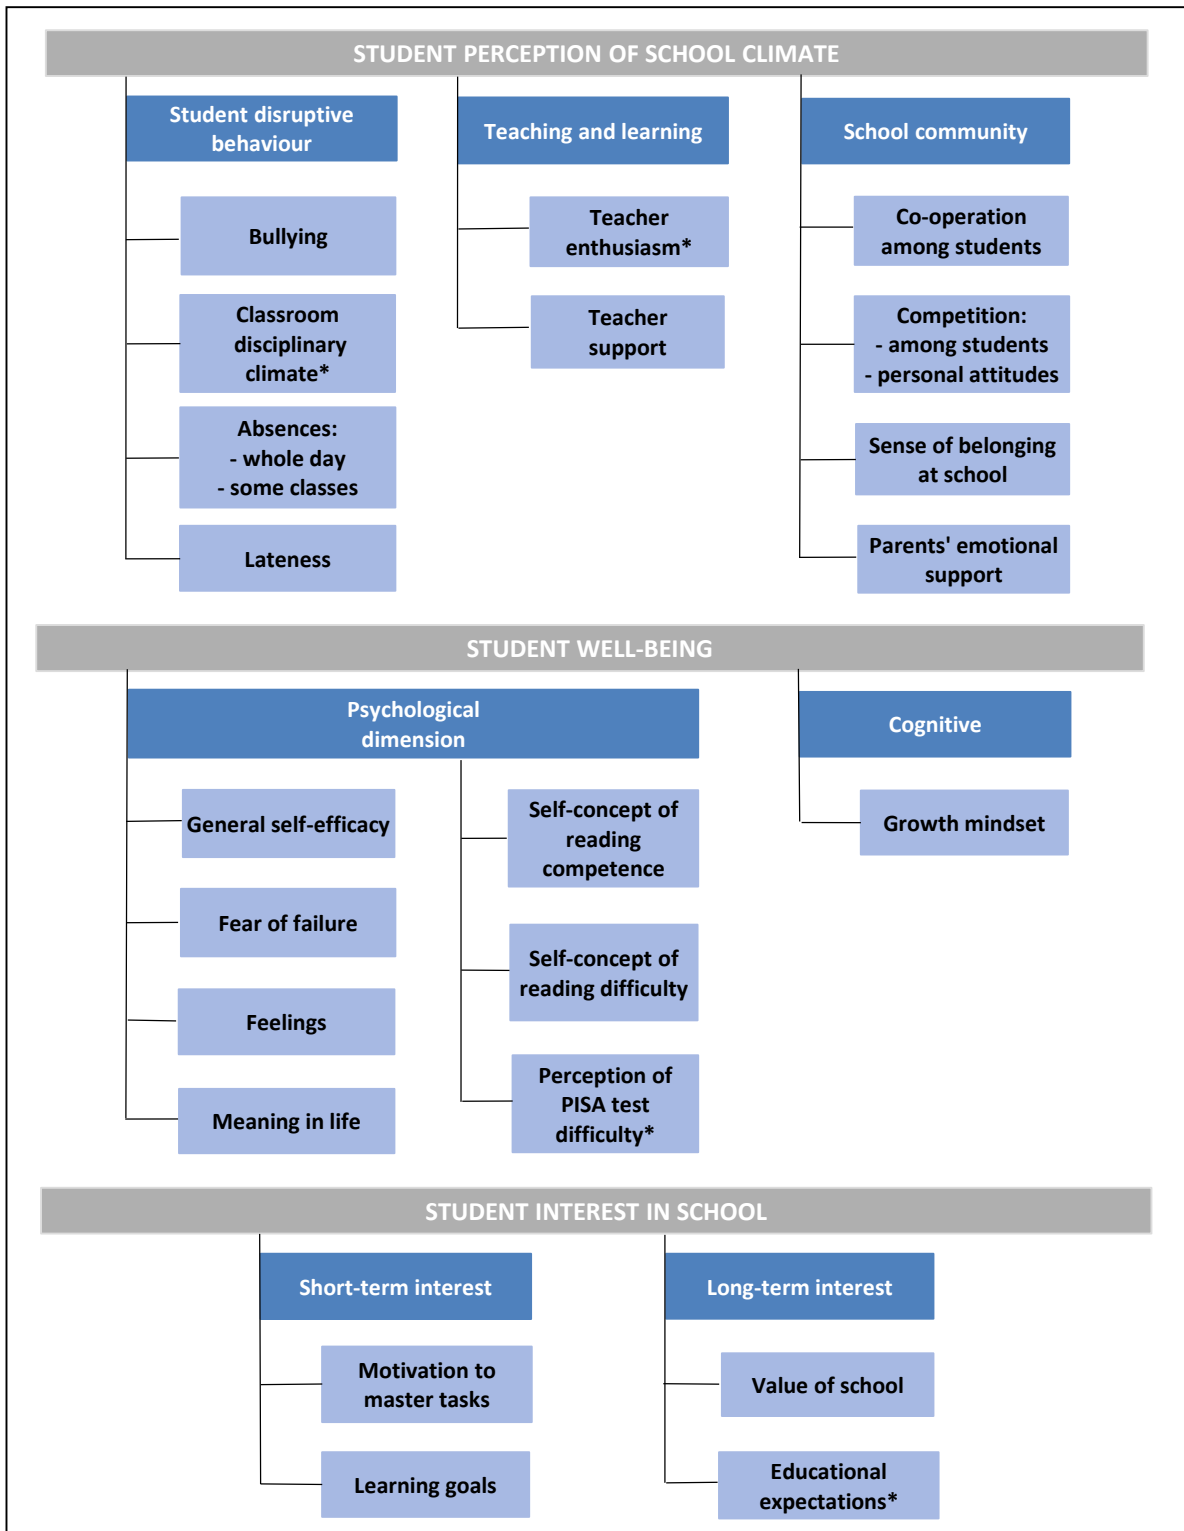 STUDENT PERCEPTION OF SCHOOL CLIMATE
Student disruptive
behaviour
Bullying
Classroom
disciplinary
climate*
Absences:
- whole day
- some classes
Lateness
Teaching and learning
Teacher
enthusiasm*
Teacher
support
School community
Co-operation
among students
Competition:
- among students
- personal attitudes
Sense of belonging
at school
Parents' emotional
support
STUDENT WELL-BEING
Psychological
dimension
General self-efficacy
Fear of failure
Feelings
Meaning in life
Self-concept of
reading
competence
Self-concept of
reading difficulty
Perception of
PISA test
difficulty*
Cognitive
Growth mindset
STUDENT INTEREST IN SCHOOL
Short-term interest
Motivation to
master tasks
Learning goals
Long-term interest
Value of school
Educational
expectations*